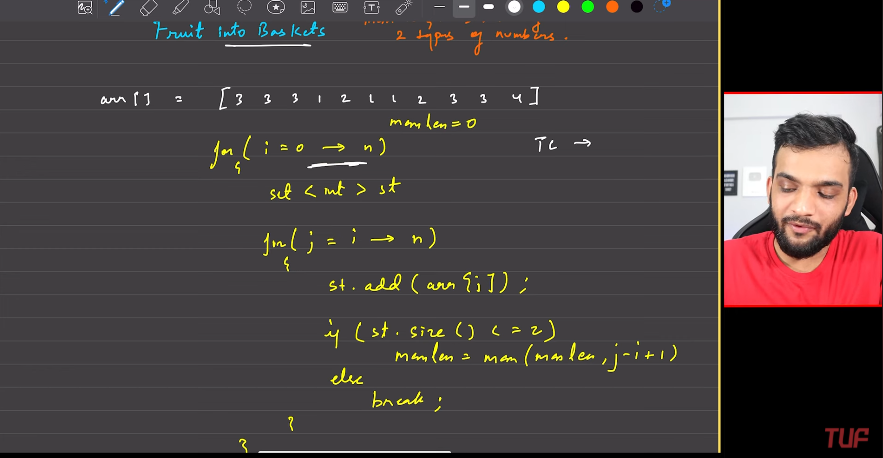 Fruit into Baskets
2 types of numbers.
arr[] = [3 3 3 1 2 1 1 2 3 3 4]
maxlen = 0
for( i = 0 → n)
TC →
{
set < int > st
for( j = i → n)
{
st. add ( arr[j]) ;
if ( st. size () <= 2)
maxlen = max( maxlen , j-i+1)
else
break ;
}
}
TUF